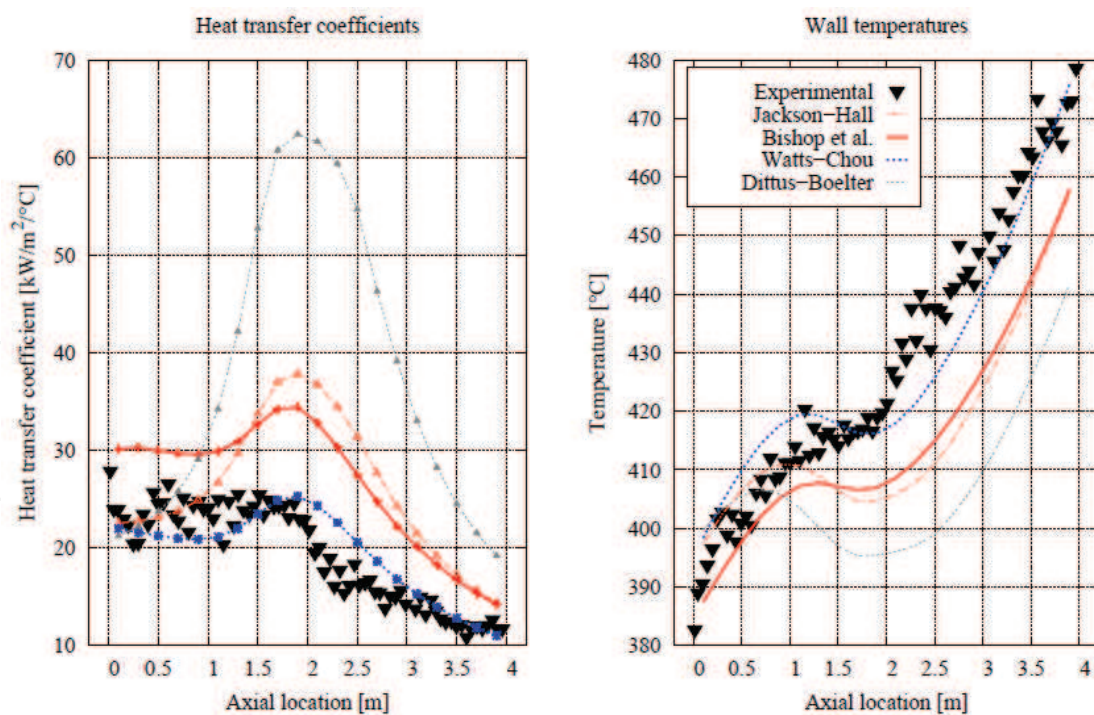 Heat transfer coefficients
Heat transfer coefficient [kW/m²/°C]
70
60
50
40
30
20
10
0 0.5 1 1.5 2 2.5 3 3.5 4
Axial location [m]
Wall temperatures
Temperature [°C]
480
470
460
450
440
430
420
410
400
390
380
Experimental
Jackson−Hall
Bishop et al.
Watts−Chou
Dittus−Boelter
0 0.5 1 1.5 2 2.5 3 3.5 4
Axial location [m]